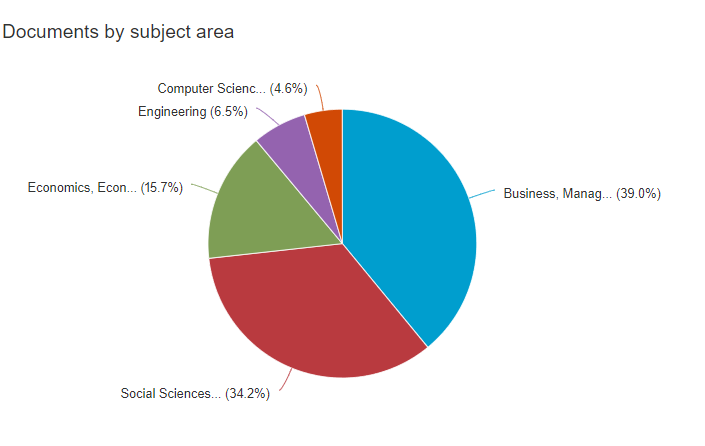 Documents by subject area
Computer Scienc... (4.6%)
Engineering (6.5%)
Economics, Econ... (15.7%)
Business, Manag... (39.0%)
Social Sciences... (34.2%)